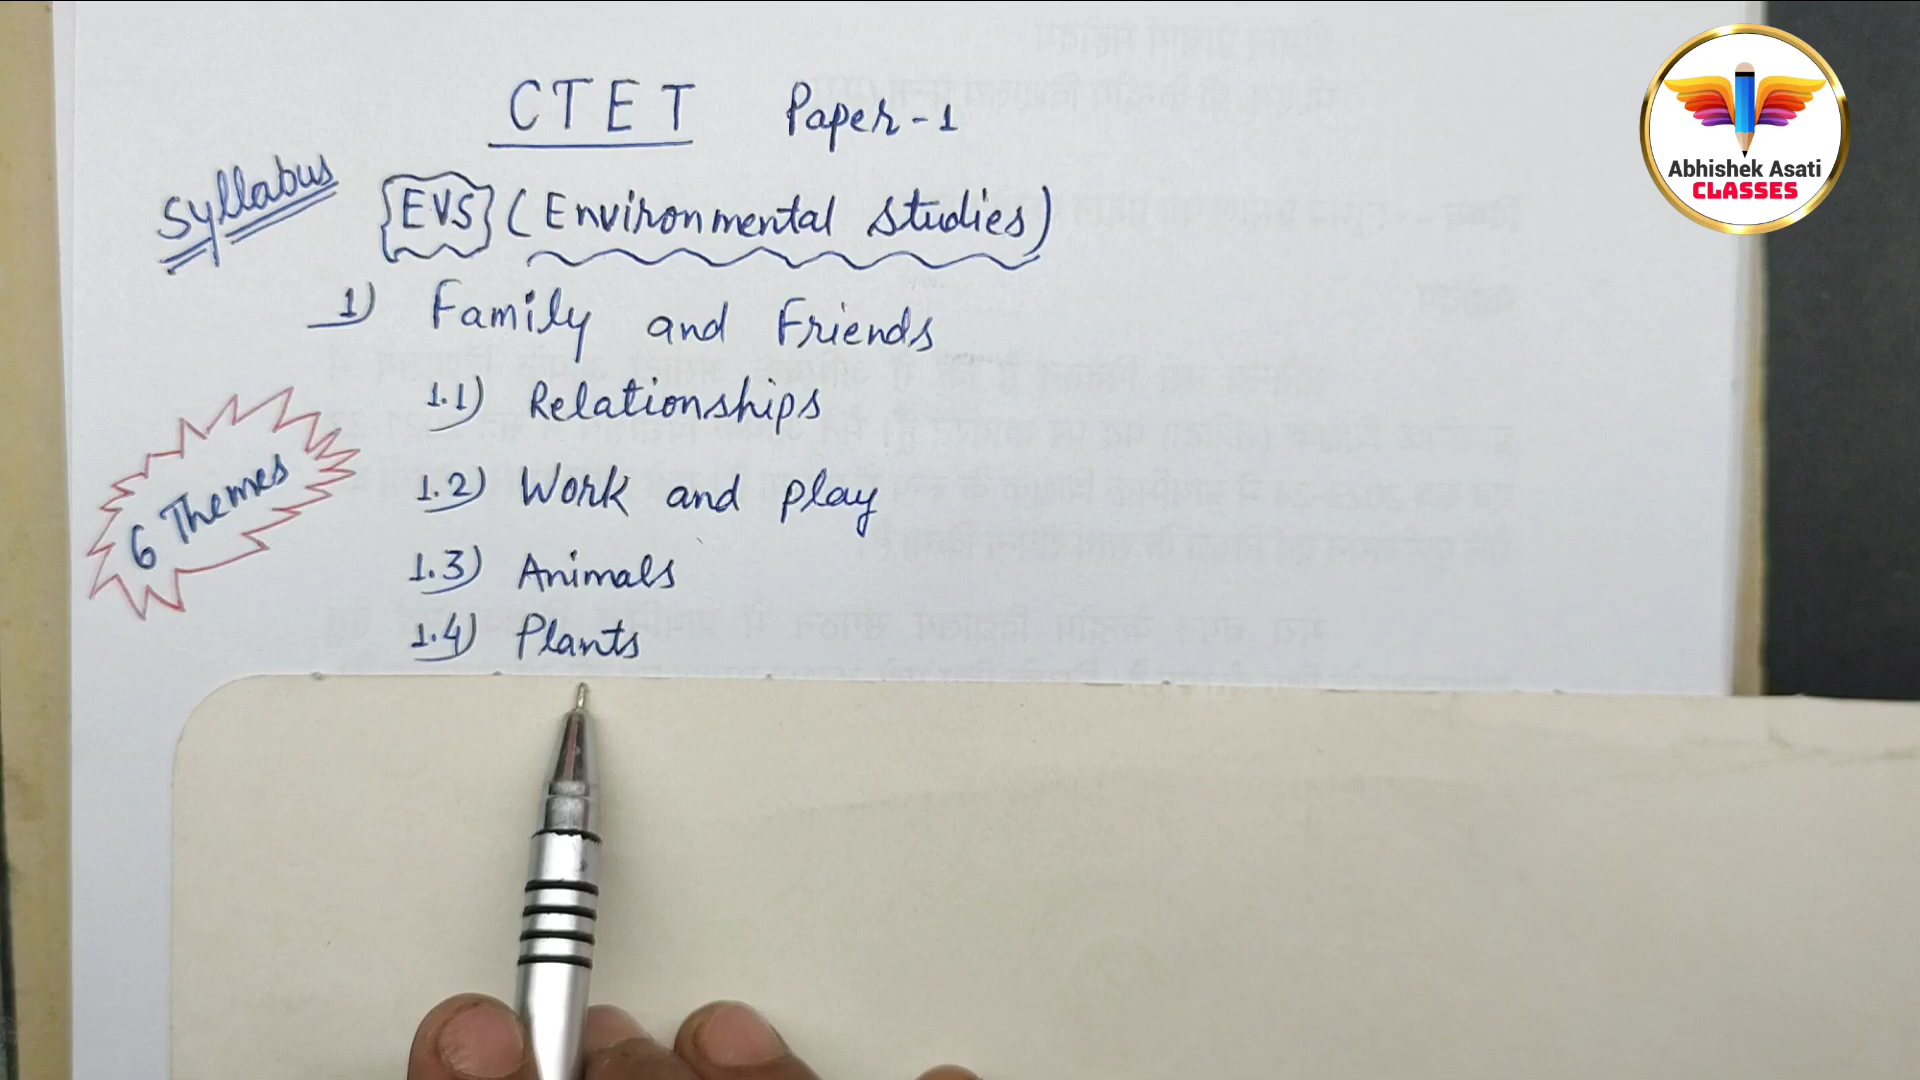 CTET Paper-1
Syllabus
EVS (Environmental Studies)
1) Family and Friends
1.1) Relationships
6 Themes
1.2) Work and play
1.3) Animals
1.4) Plants
Abhishek Asati
CLASSES